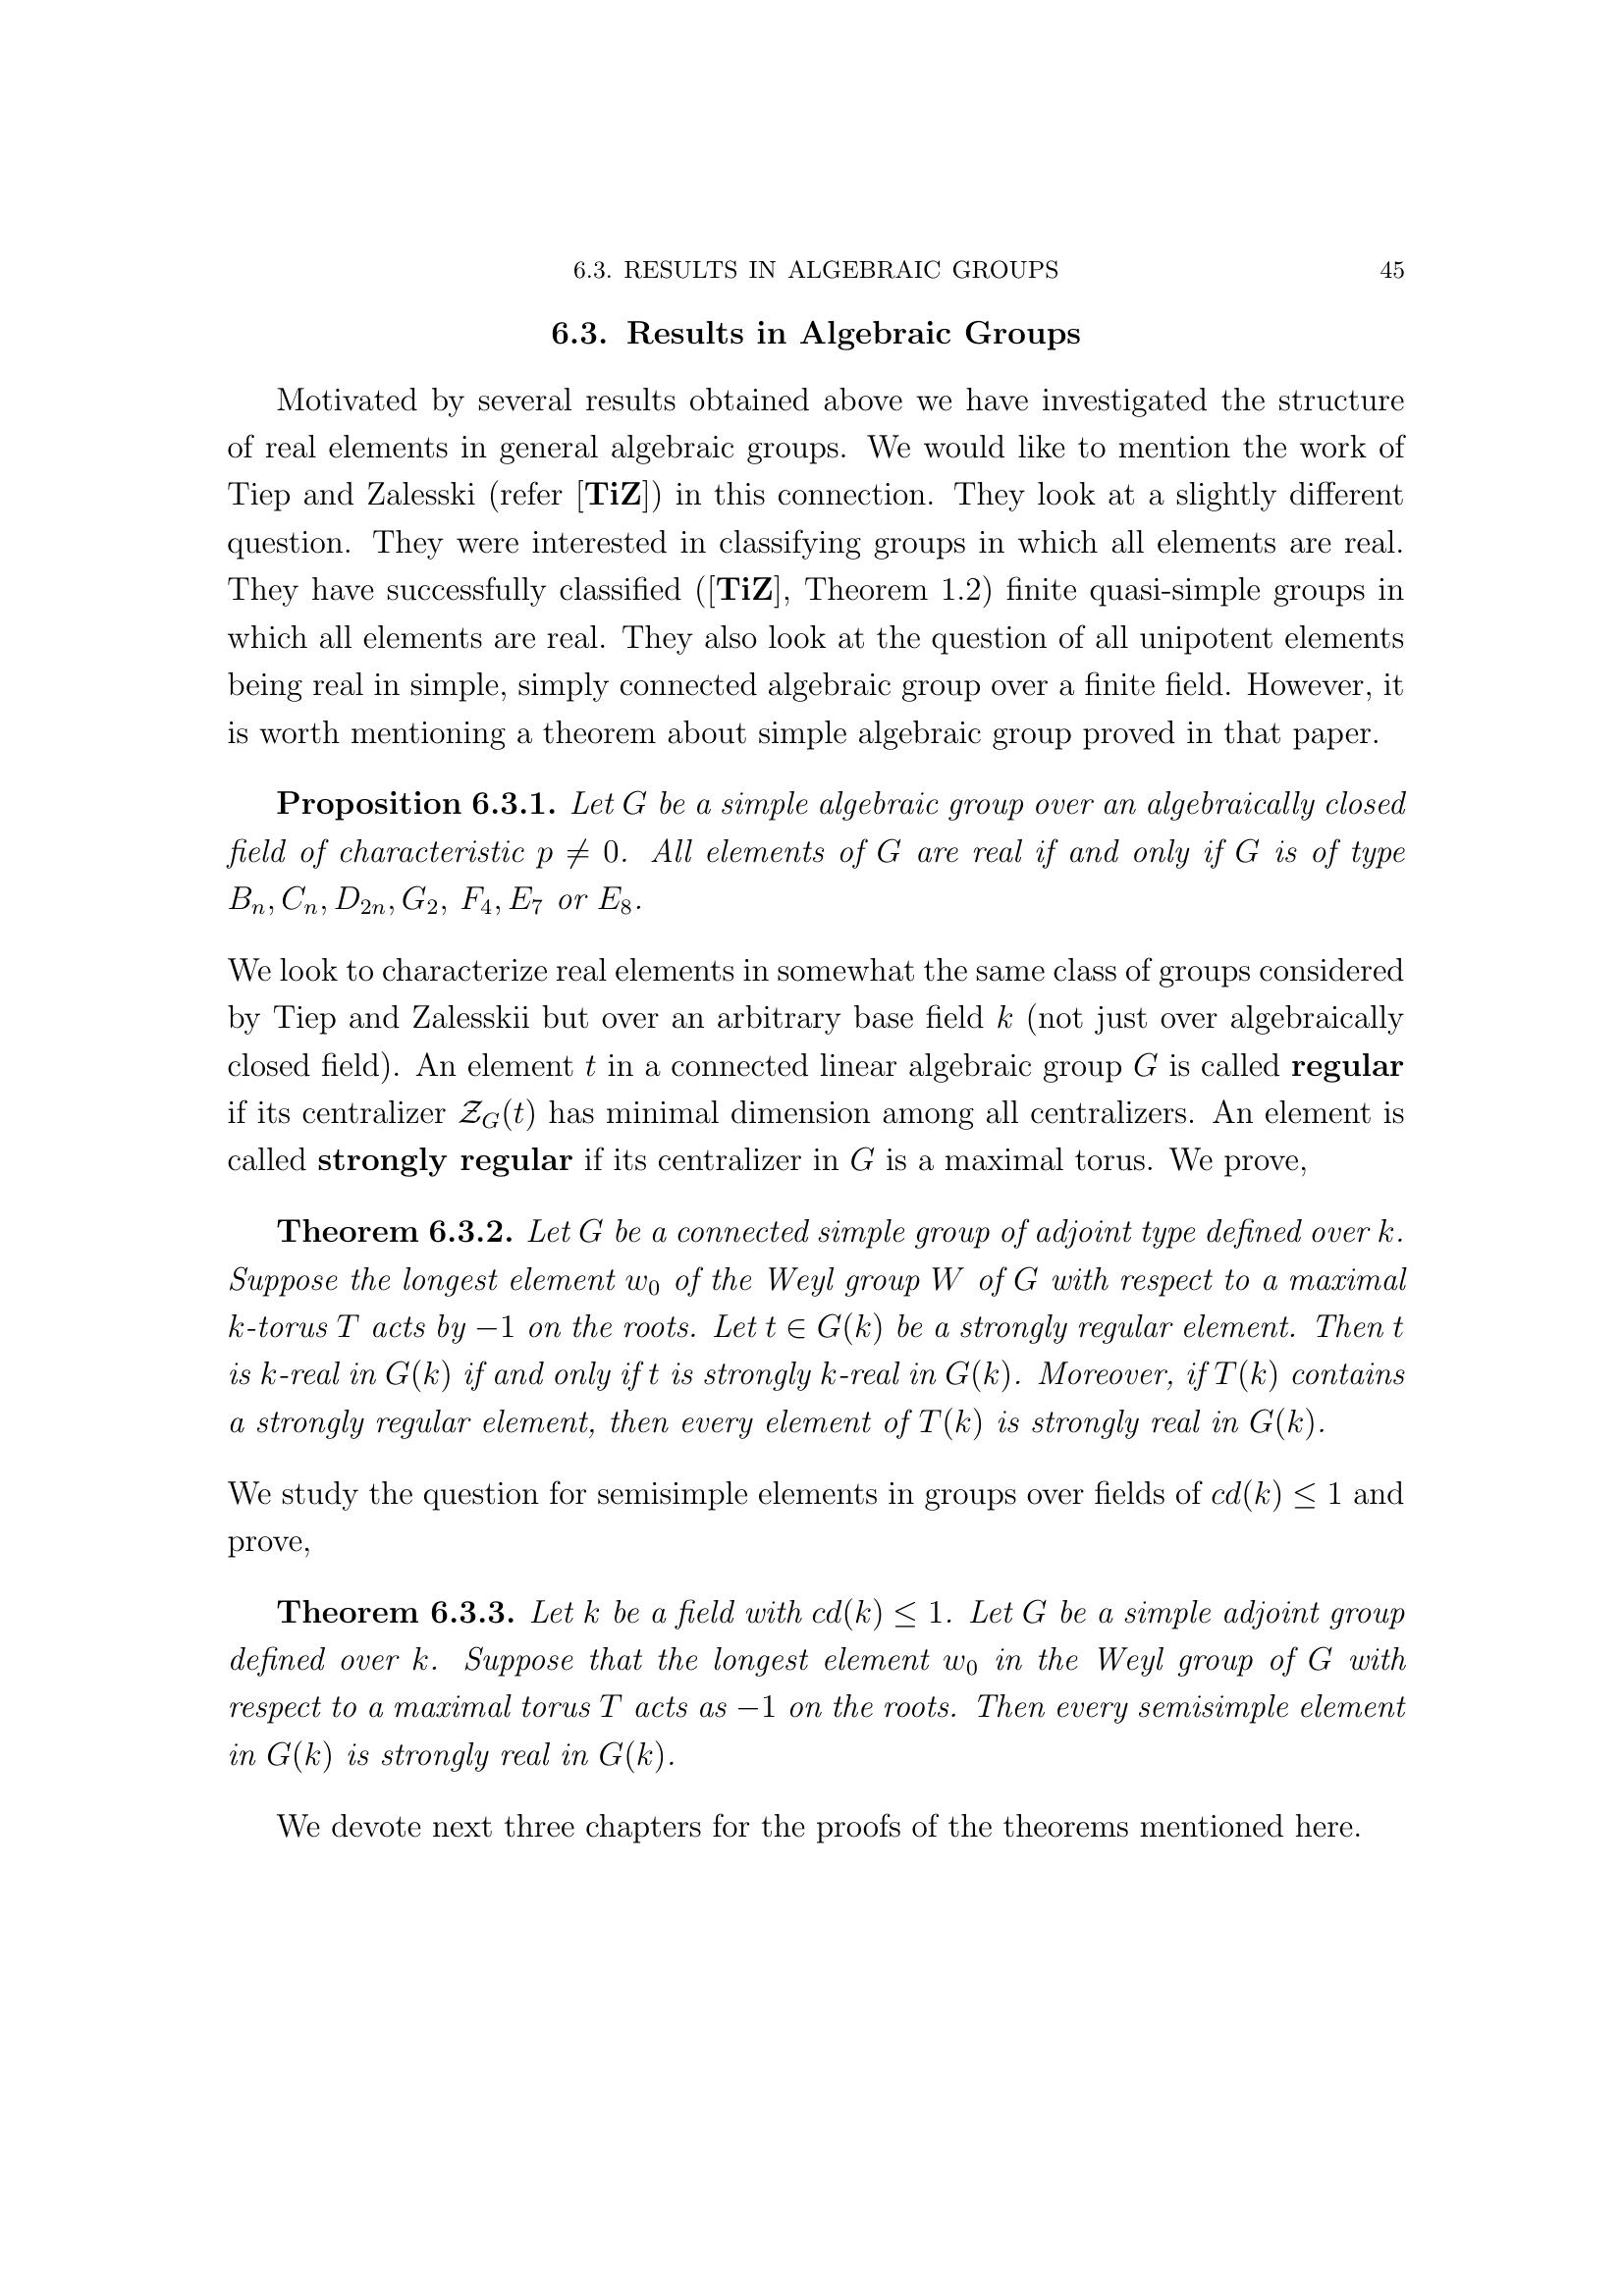 6.3. RESULTS IN ALGEBRAIC GROUPS 45
6.3. Results in Algebraic Groups
Motivated by several results obtained above we have investigated the structure
of real elements in general algebraic groups. We would like to mention the work of
Tiep and Zalesski (refer [TiZ]) in this connection. They look at a slightly different
question. They were interested in classifying groups in which all elements are real.
They have successfully classified ([TiZ], Theorem 1.2) finite quasi-simple groups in
which all elements are real. They also look at the question of all unipotent elements
being real in simple, simply connected algebraic group over a finite field. However, it
is worth mentioning a theorem about simple algebraic group proved in that paper.
Proposition 6.3.1. Let G be a simple algebraic group over an algebraically closed
field of characteristic p ≠ 0. All elements of G are real if and only if G is of type
Bₙ, Cₙ, D₂ₙ, G₂, F₄, E₇ or E₈.
We look to characterize real elements in somewhat the same class of groups considered
by Tiep and Zalesskii but over an arbitrary base field k (not just over algebraically
closed field). An element t in a connected linear algebraic group G is called regular
if its centralizer 𝒵_G(t) has minimal dimension among all centralizers. An element is
called strongly regular if its centralizer in G is a maximal torus. We prove,
Theorem 6.3.2. Let G be a connected simple group of adjoint type defined over k.
Suppose the longest element w₀ of the Weyl group W of G with respect to a maximal
k-torus T acts by −1 on the roots. Let t ∈ G(k) be a strongly regular element. Then t
is k-real in G(k) if and only if t is strongly k-real in G(k). Moreover, if T(k) contains
a strongly regular element, then every element of T(k) is strongly real in G(k).
We study the question for semisimple elements in groups over fields of cd(k) ≤ 1 and
prove,
Theorem 6.3.3. Let k be a field with cd(k) ≤ 1. Let G be a simple adjoint group
defined over k. Suppose that the longest element w₀ in the Weyl group of G with
respect to a maximal torus T acts as −1 on the roots. Then every semisimple element
in G(k) is strongly real in G(k).
We devote next three chapters for the proofs of the theorems mentioned here.